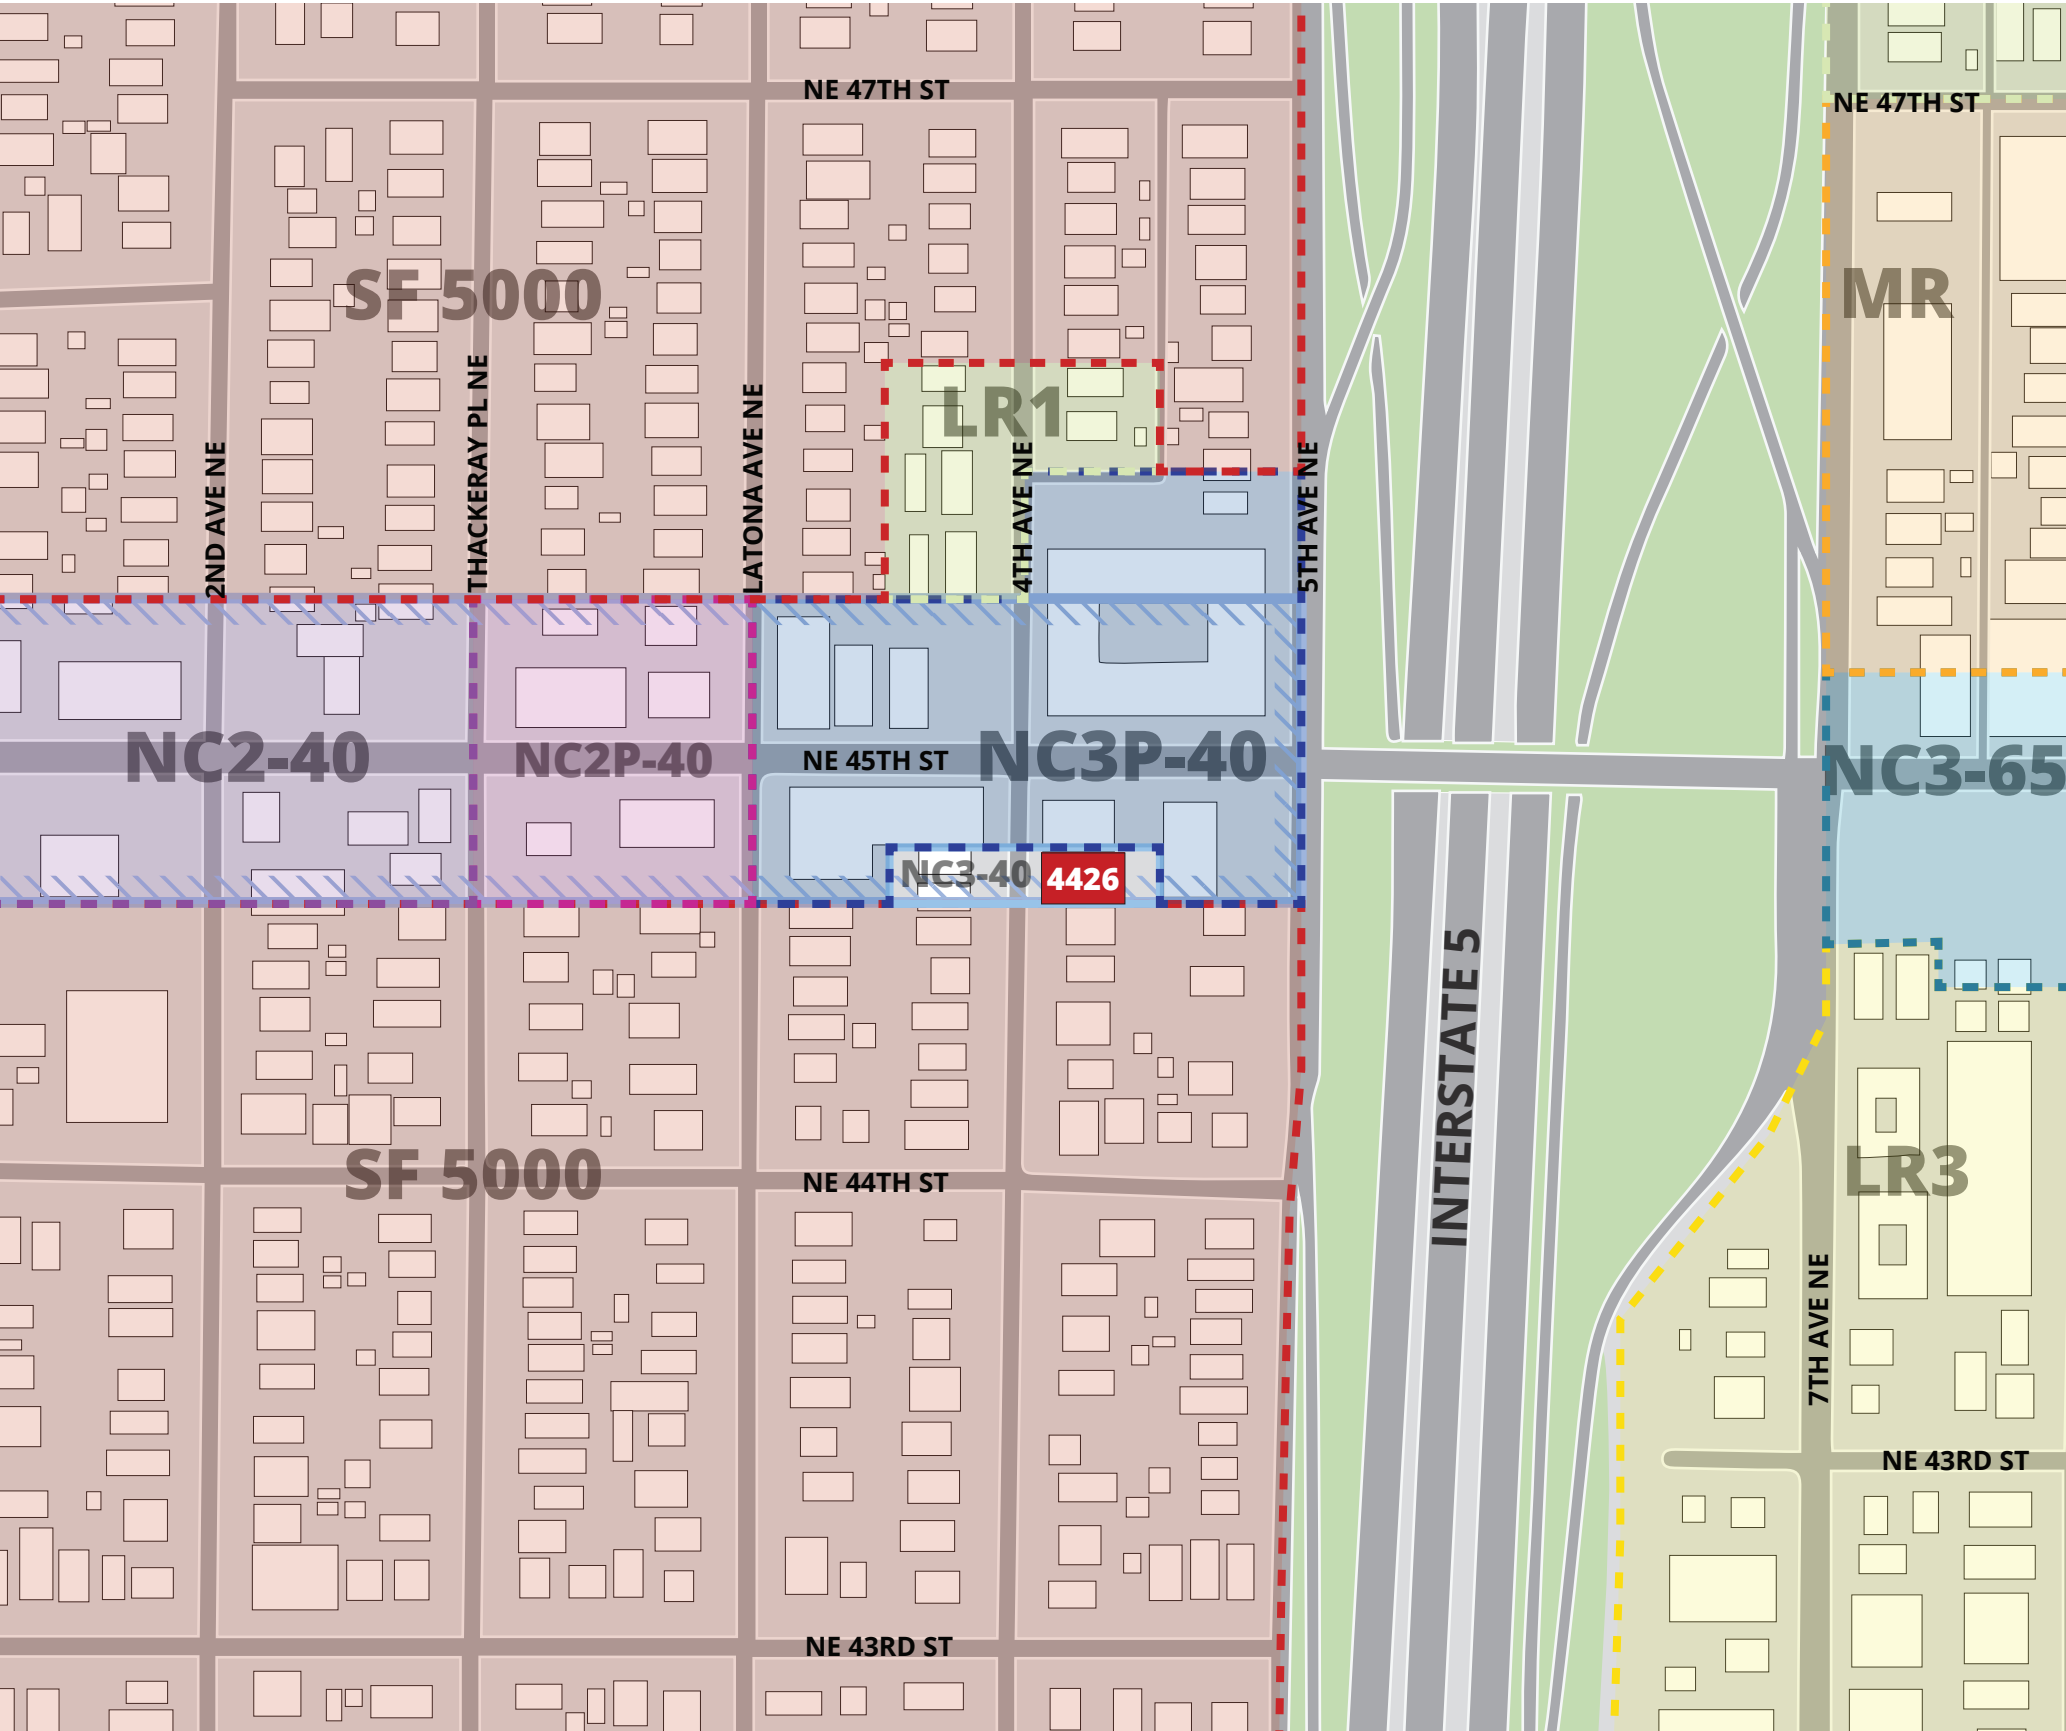 NE 47TH ST
NE 47TH ST
SF 5000
MR
THACKERAY PL NE
LATONA AVE NE
LR1
2ND AVE NE
4TH AVE NE
5TH AVE NE
NC2-40
NC2P-40
NE 45TH ST
NC3P-40
NC3-65
NC3-40
4426
INTERSTATE 5
SF 5000
NE 44TH ST
LR3
7TH AVE NE
NE 43RD ST
NE 43RD ST